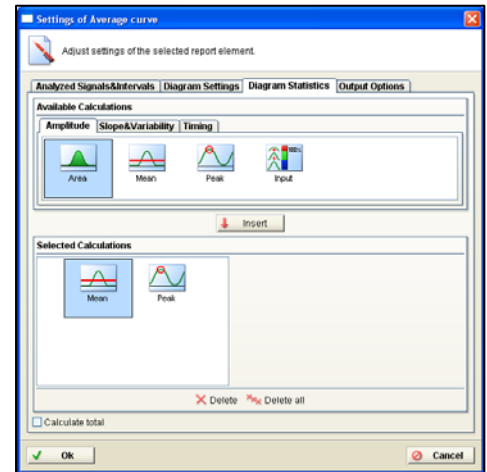 Settings of Average curve
Adjust settings of the selected report element.
Analyzed Signals&Intervals Diagram Settings Diagram Statistics Output Options
Available Calculations
Amplitude Slope&Variability Timing
100%
Area Mean Peak Input
Insert
Selected Calculations
Mean Peak
Delete Delete all
Calculate total
Ok Cancel